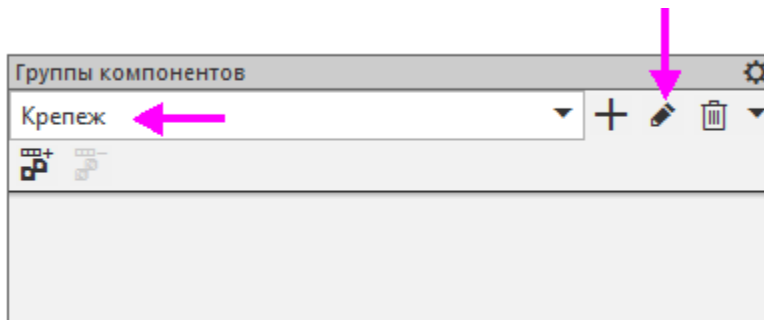 Группы компонентов
Крепеж